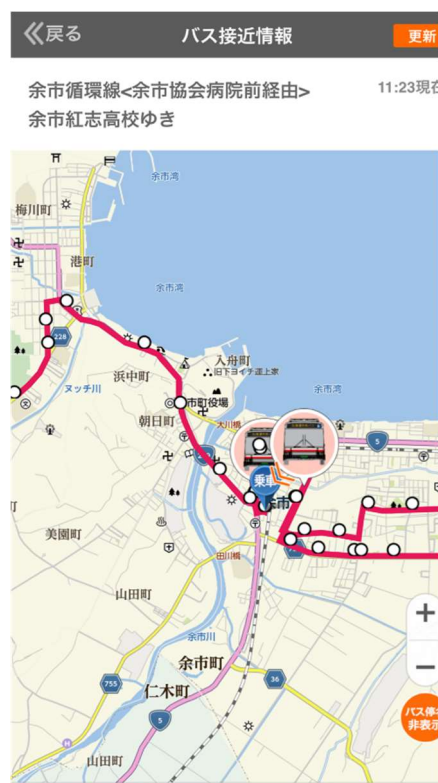 戻る
バス接近情報
更新
余市循環線<余市協会病院前経由>
11:23現在
余市紅志高校ゆき
余市湾
梅川町
港町
余市湾
228
入舟町
旧下ヨイチ運上家
浜中町
ヌッチ川
市町役場
余市湾
朝日町
大川橋
5
乗車
余市
美園町
田川橋
山田町
余市川
余市町
755
36
仁木町
5
山田町
+
−
バス停を
非表示